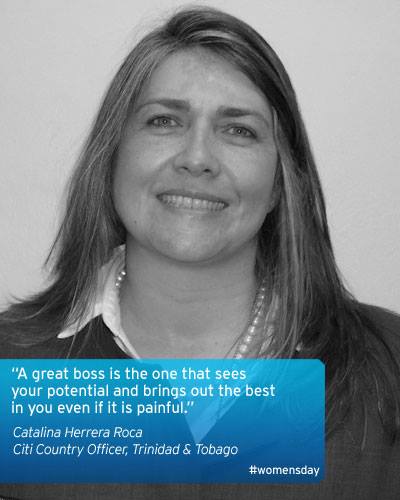 “A great boss is the one that sees
your potential and brings out the best
in you even if it is painful.”
Catalina Herrera Roca
Citi Country Officer, Trinidad & Tobago
#womensday